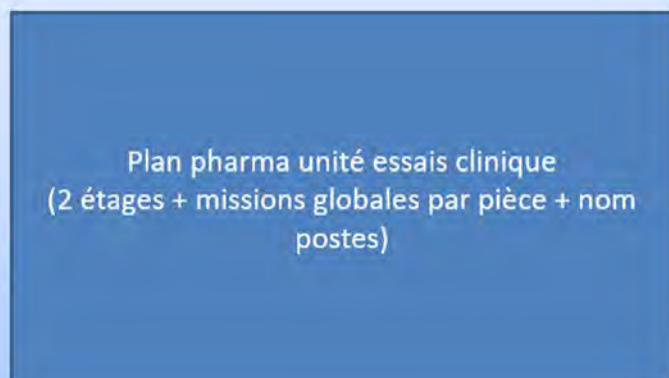 Plan pharma unité essais clinique
(2 étages + missions globales par pièce + nom
postes)